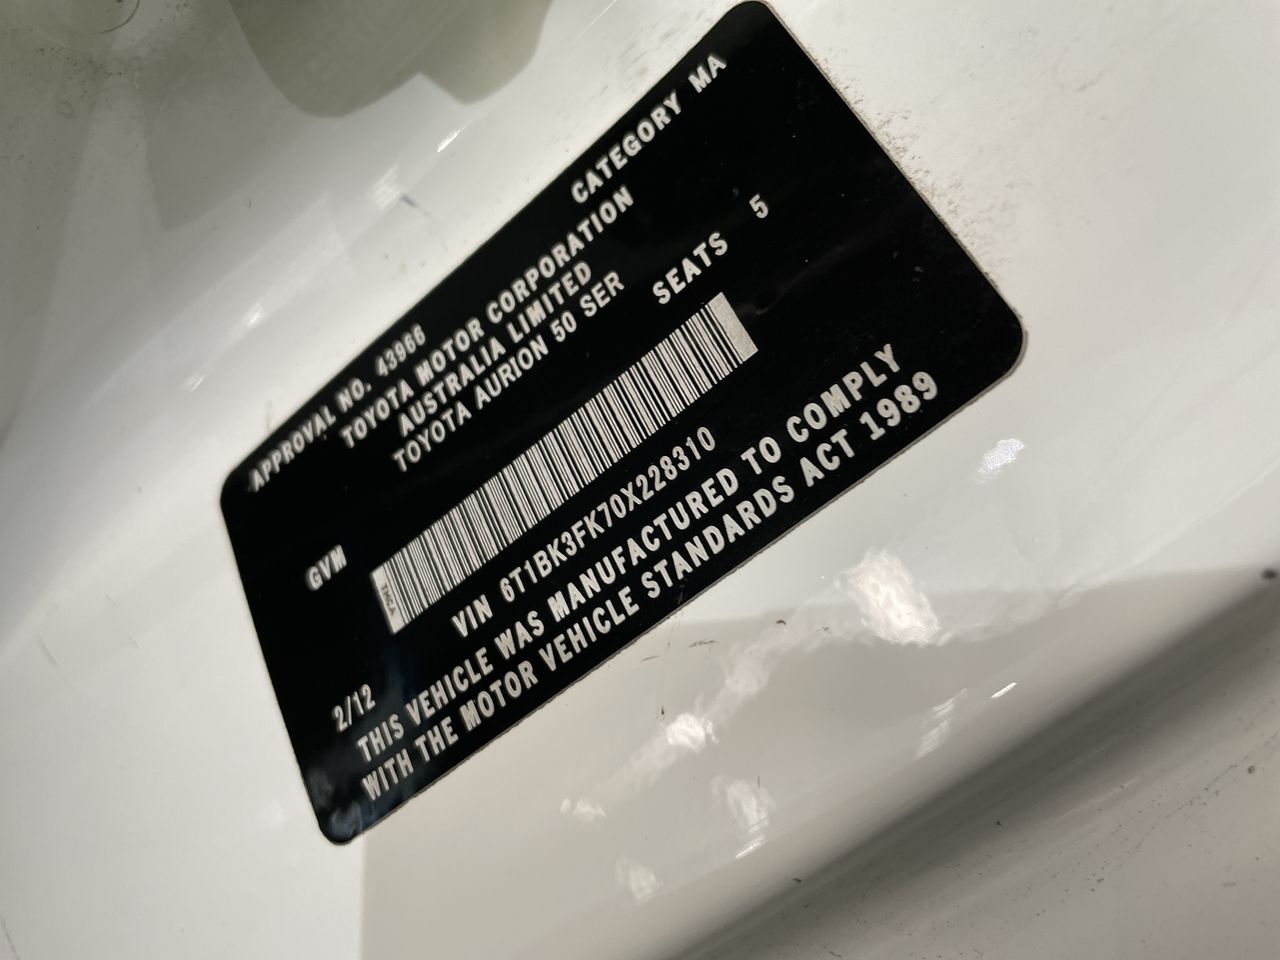 APPROVAL NO. 43966 CATEGORY MA
TOYOTA MOTOR CORPORATION
AUSTRALIA LIMITED
TOYOTA AURION 50 SER
GVM SEATS 5
VIN 6T1BK3FK70X228310
2/12
THIS VEHICLE WAS MANUFACTURED TO COMPLY
WITH THE MOTOR VEHICLE STANDARDS ACT 1989